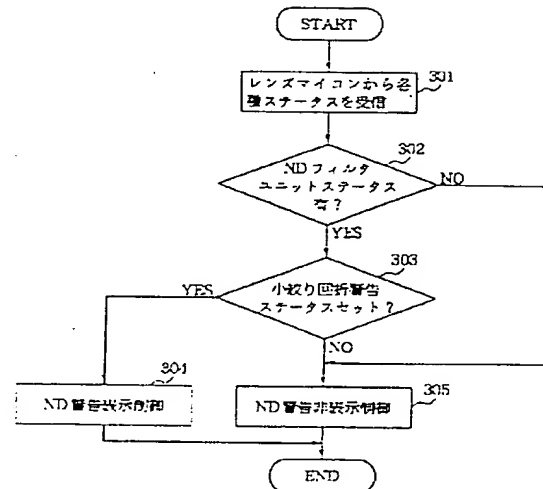 START
レンズマイコンから各
種ステータスを受信
301
NDフィルタ
ユニットステータス
有?
302
NO
YES
小絞り回折警告
ステータスセット?
303
YES
NO
ND警告表示制御
304
ND警告非表示制御
305
END